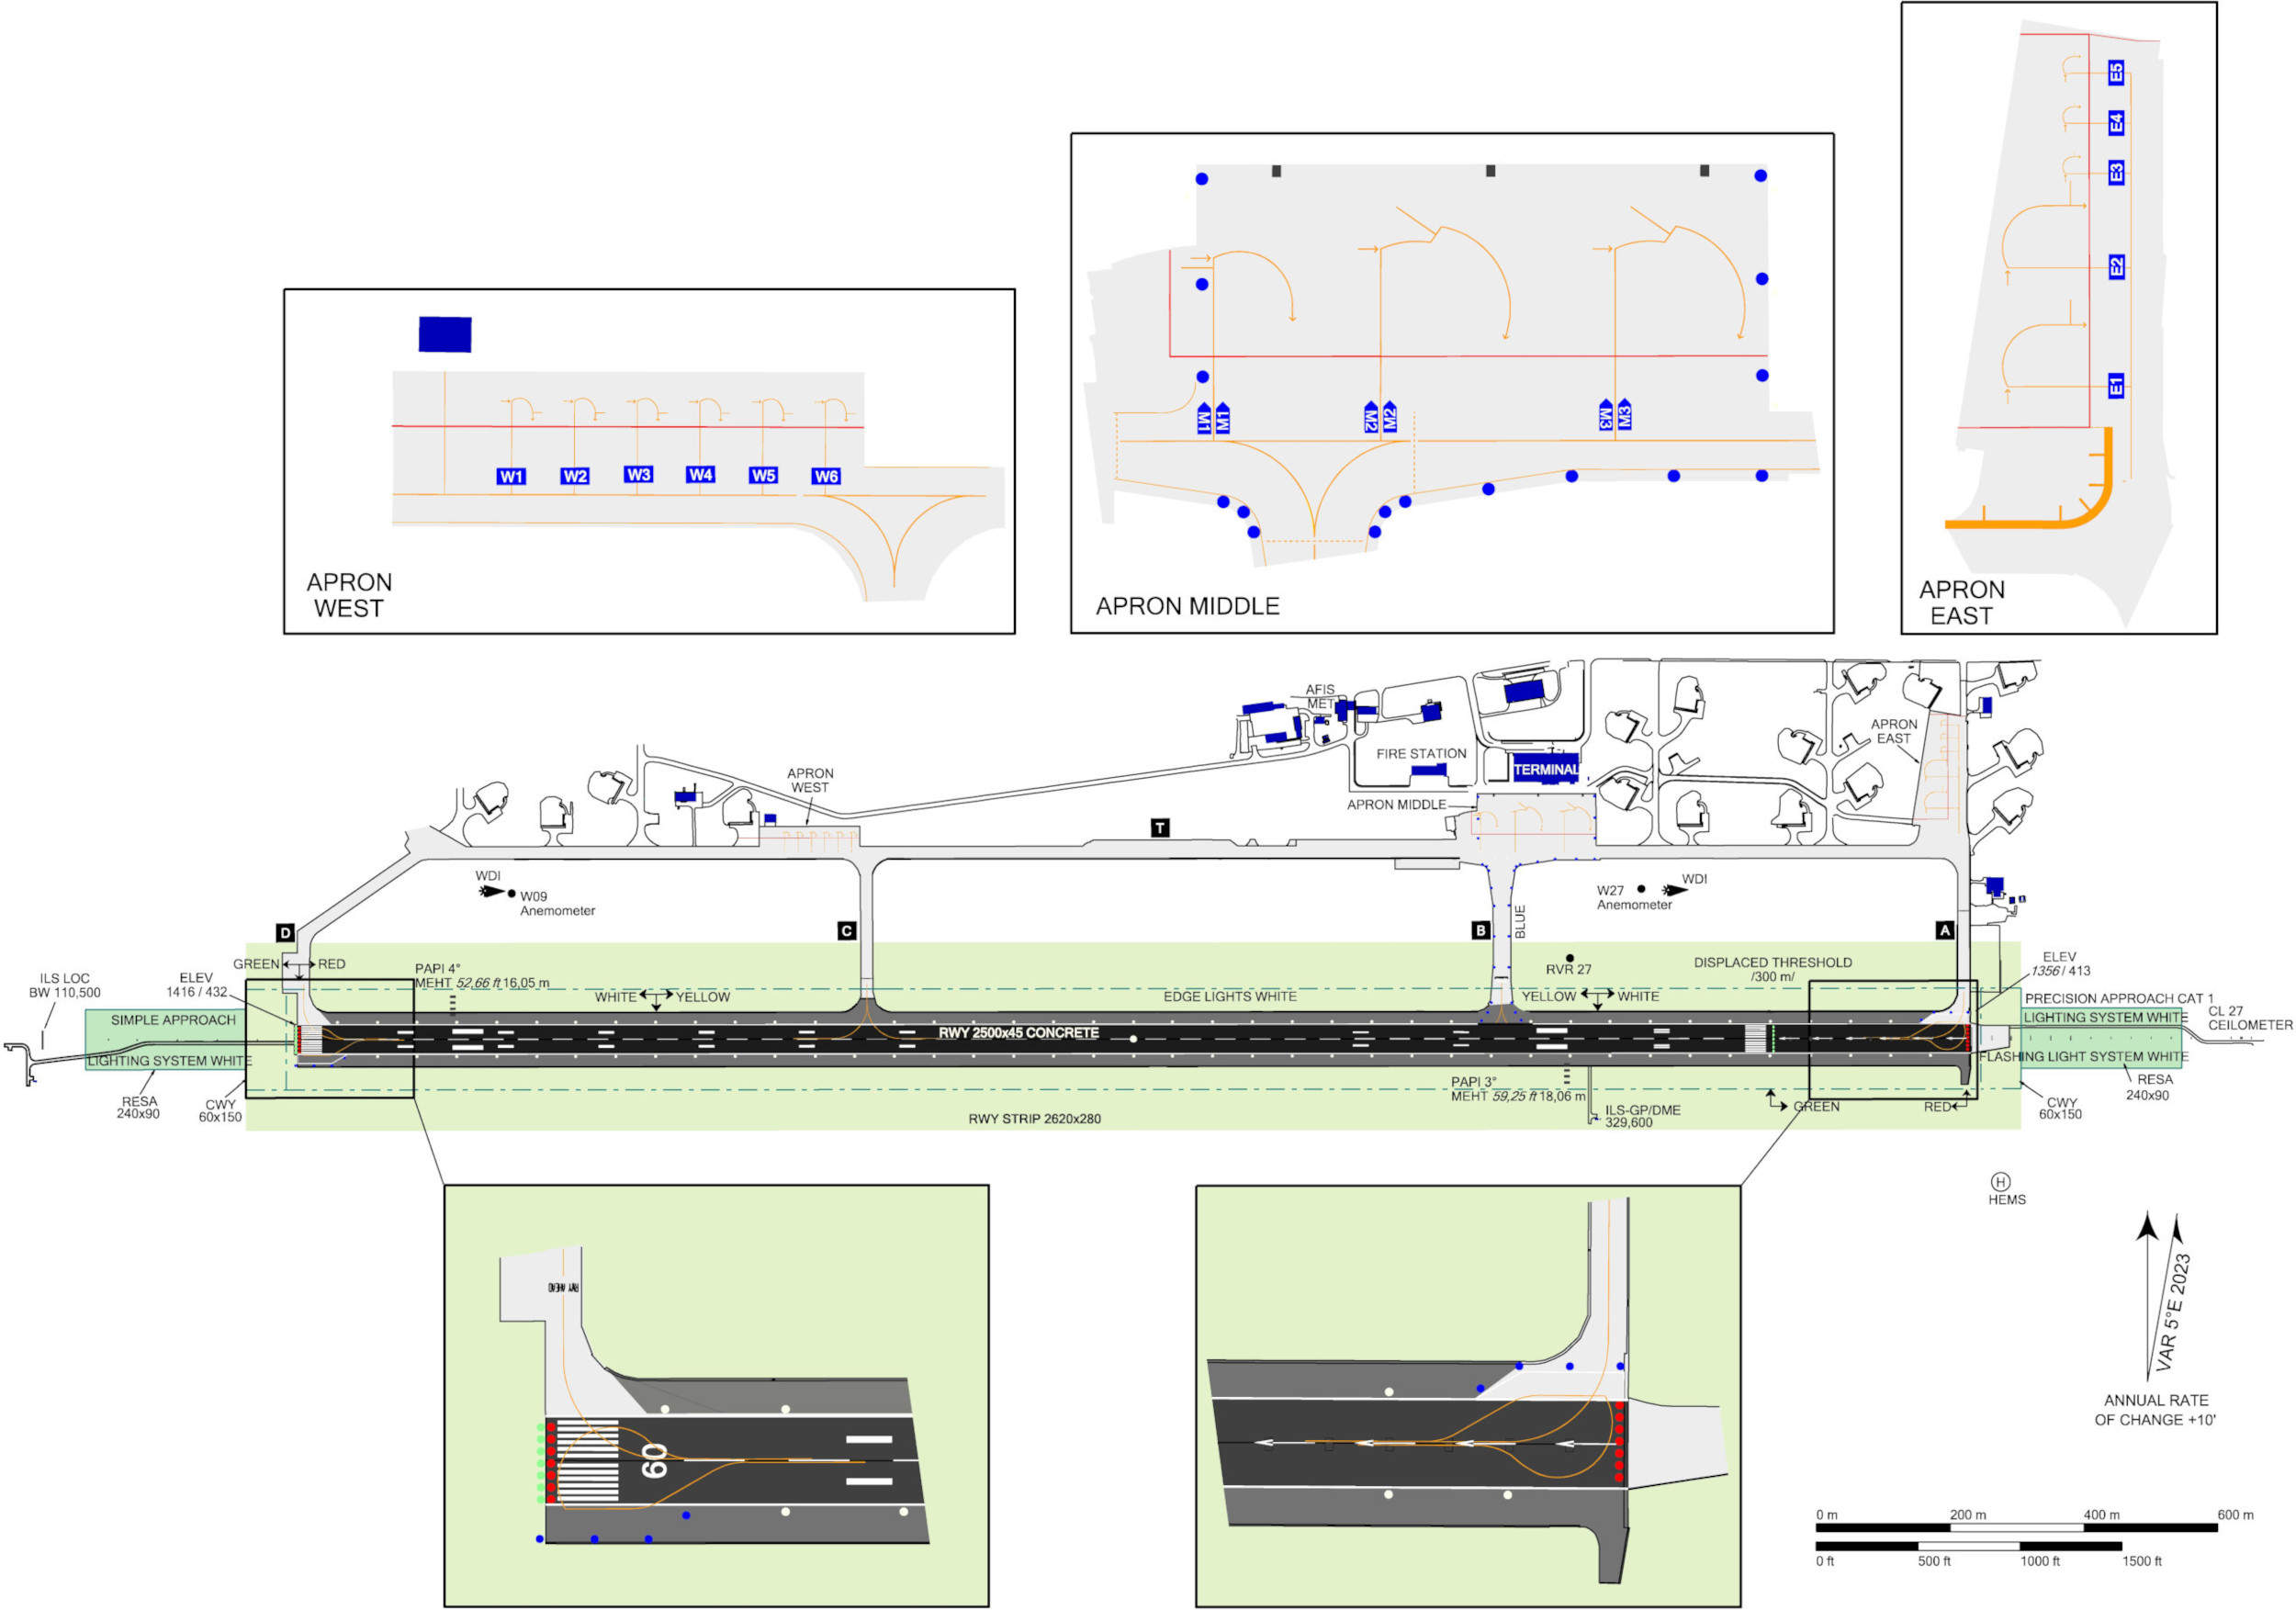 E5
E4
E3
E2
E1
APRON
EAST
M1
M1
M2
M2
M3
M3
APRON MIDDLE
W1
W2
W3
W4
W5
W6
APRON
WEST
AFIS
MET
FIRE STATION
TERMINAL
APRON
EAST
APRON
WEST
APRON MIDDLE
T
WDI
W09
Anemometer
W27
Anemometer
WDI
D
C
B
BLUE
A
GREEN
RED
ILS LOC
BW 110,500
ELEV
1416 / 432
PAPI 4°
MEHT 52,66 ft 16,05 m
WHITE
YELLOW
EDGE LIGHTS WHITE
RVR 27
YELLOW
WHITE
DISPLACED THRESHOLD
/300 m/
ELEV
1356 / 413
PRECISION APPROACH CAT 1
LIGHTING SYSTEM WHITE
CL 27
CEILOMETER
SIMPLE APPROACH
LIGHTING SYSTEM WHITE
RWY 2500x45 CONCRETE
FLASHING LIGHT SYSTEM WHITE
RESA
240x90
CWY
60x150
PAPI 3°
MEHT 59,25 ft 18,06 m
ILS-GP/DME
329,600
GREEN
RED
CWY
60x150
RESA
240x90
RWY STRIP 2620x280
H
HEMS
RWY AHEAD
09
VAR 5°E 2023
ANNUAL RATE
OF CHANGE +10'
0 m
200 m
400 m
600 m
0 ft
500 ft
1000 ft
1500 ft